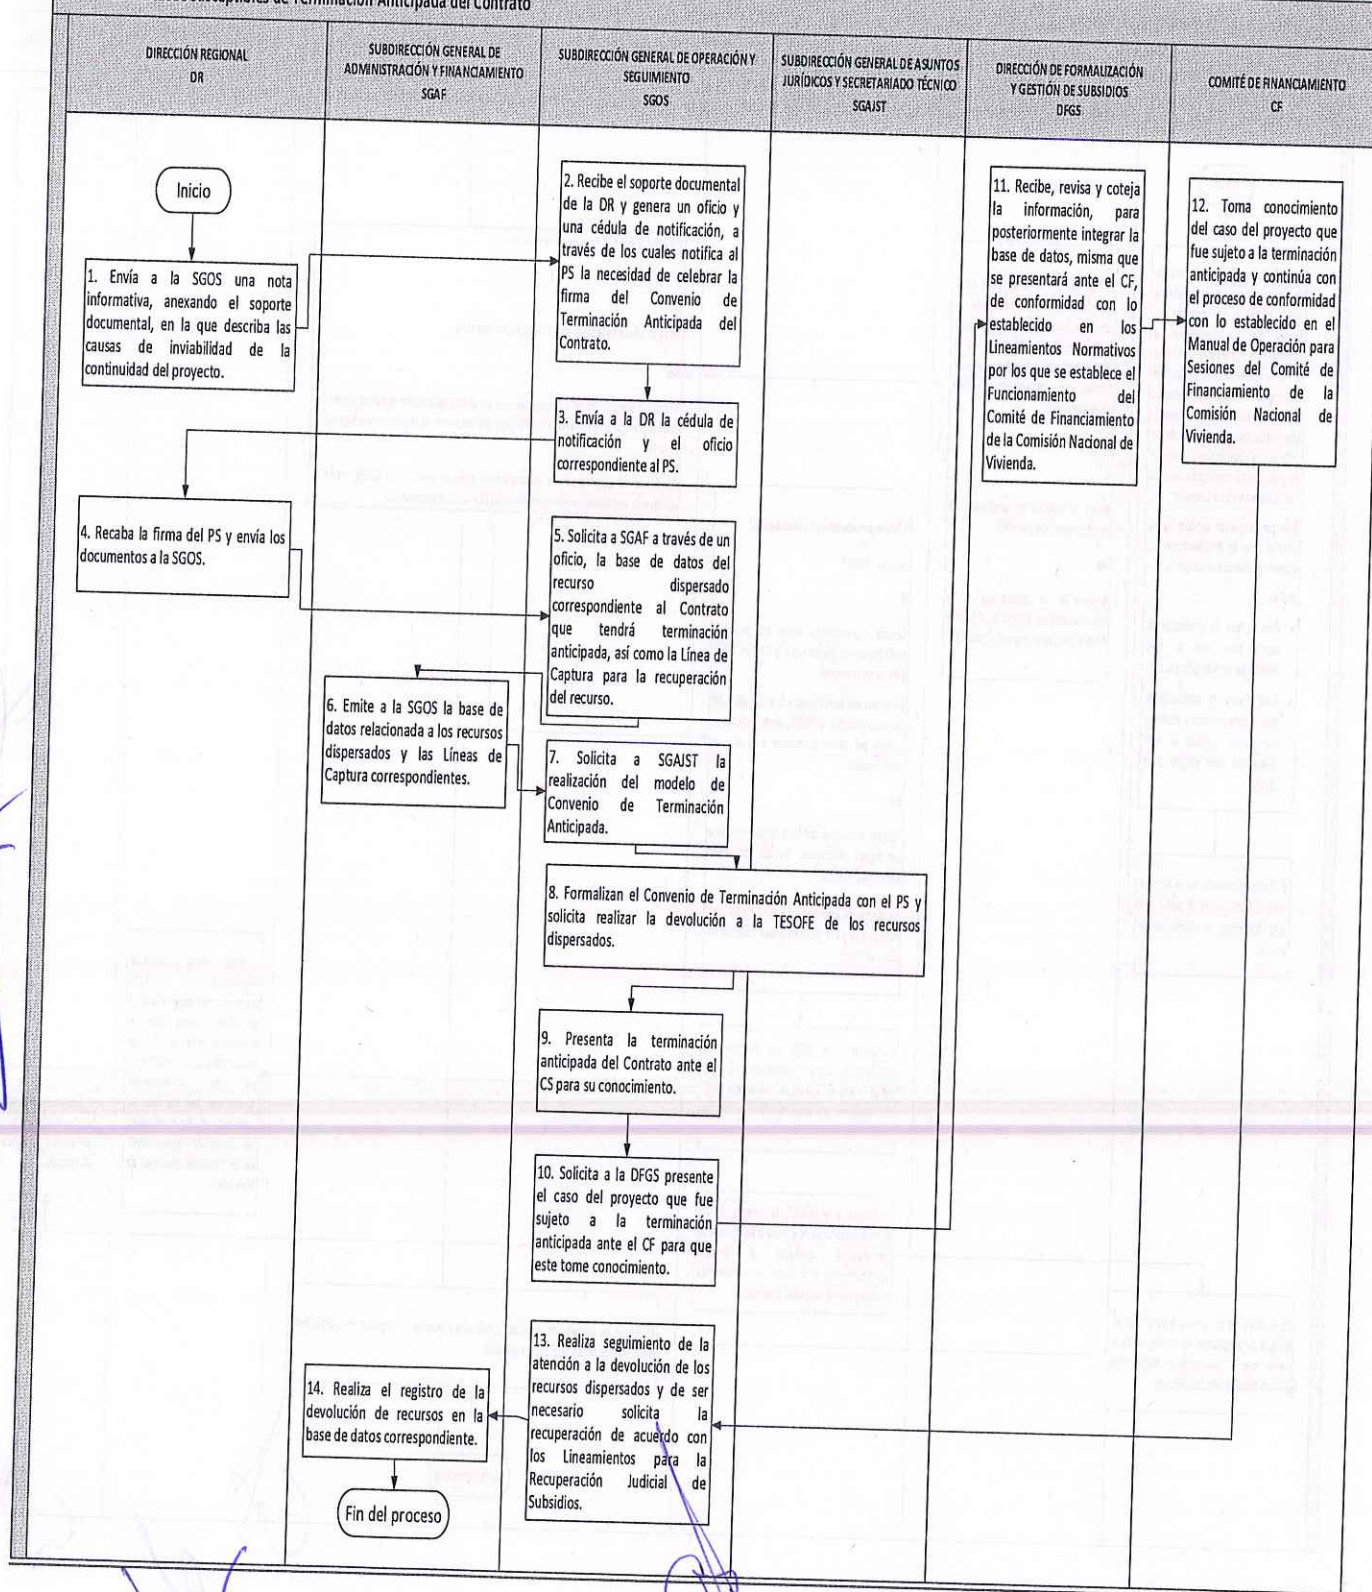 Terminación Anticipada del Contrato
DIRECCIÓN REGIONAL
DR
SUBDIRECCIÓN GENERAL DE
ADMINISTRACIÓN Y FINANCIAMIENTO
SGAF
SUBDIRECCIÓN GENERAL DE OPERACIÓN Y
SEGUIMIENTO
SGOS
SUBDIRECCIÓN GENERAL DE ASUNTOS
JURÍDICOS Y SECRETARIADO TÉCNICO
SGAJST
DIRECCIÓN DE FORMALIZACIÓN
Y GESTIÓN DE SUBSIDIOS
DFGS
COMITÉ DE FINANCIAMIENTO
CF
Inicio
1. Envía a la SGOS una nota
informativa, anexando el soporte
documental, en la que describa las
causas de inviabilidad de la
continuidad del proyecto.
2. Recibe el soporte documental
de la DR y genera un oficio y
una cédula de notificación, a
través de los cuales notifica al
PS la necesidad de celebrar la
firma del Convenio de
Terminación Anticipada del
Contrato.
3. Envía a la DR la cédula de
notificación y el oficio
correspondiente al PS.
4. Recaba la firma del PS y envía los
documentos a la SGOS.
5. Solicita a SGAF a través de un
oficio, la base de datos del
recurso dispersado
correspondiente al Contrato
que tendrá terminación
anticipada, así como la Línea de
Captura para la recuperación
del recurso.
6. Emite a la SGOS la base de
datos relacionada a los recursos
dispersados y las Líneas de
Captura correspondientes.
7. Solicita a SGAJST la
realización del modelo de
Convenio de Terminación
Anticipada.
8. Formalizan el Convenio de Terminación Anticipada con el PS y
solicita realizar la devolución a la TESOFE de los recursos
dispersados.
9. Presenta la terminación
anticipada del Contrato ante el
CS para su conocimiento.
10. Solicita a la DFGS presente
el caso del proyecto que fue
sujeto a la terminación
anticipada ante el CF para que
este tome conocimiento.
11. Recibe, revisa y coteja
la información, para
posteriormente integrar la
base de datos, misma que
se presentará ante el CF,
de conformidad con lo
establecido en los
Lineamientos Normativos
por los que se establece el
Funcionamiento del
Comité de Financiamiento
de la Comisión Nacional de
Vivienda.
12. Toma conocimiento
del caso del proyecto que
fue sujeto a la terminación
anticipada y continúa con
el proceso de conformidad
con lo establecido en el
Manual de Operación para
Sesiones del Comité de
Financiamiento de la
Comisión Nacional de
Vivienda.
13. Realiza seguimiento de la
atención a la devolución de los
recursos dispersados y de ser
necesario solicita la
recuperación de acuerdo con
los Lineamientos para la
Recuperación Judicial de
Subsidios.
14. Realiza el registro de la
devolución de recursos en la
base de datos correspondiente.
Fin del proceso